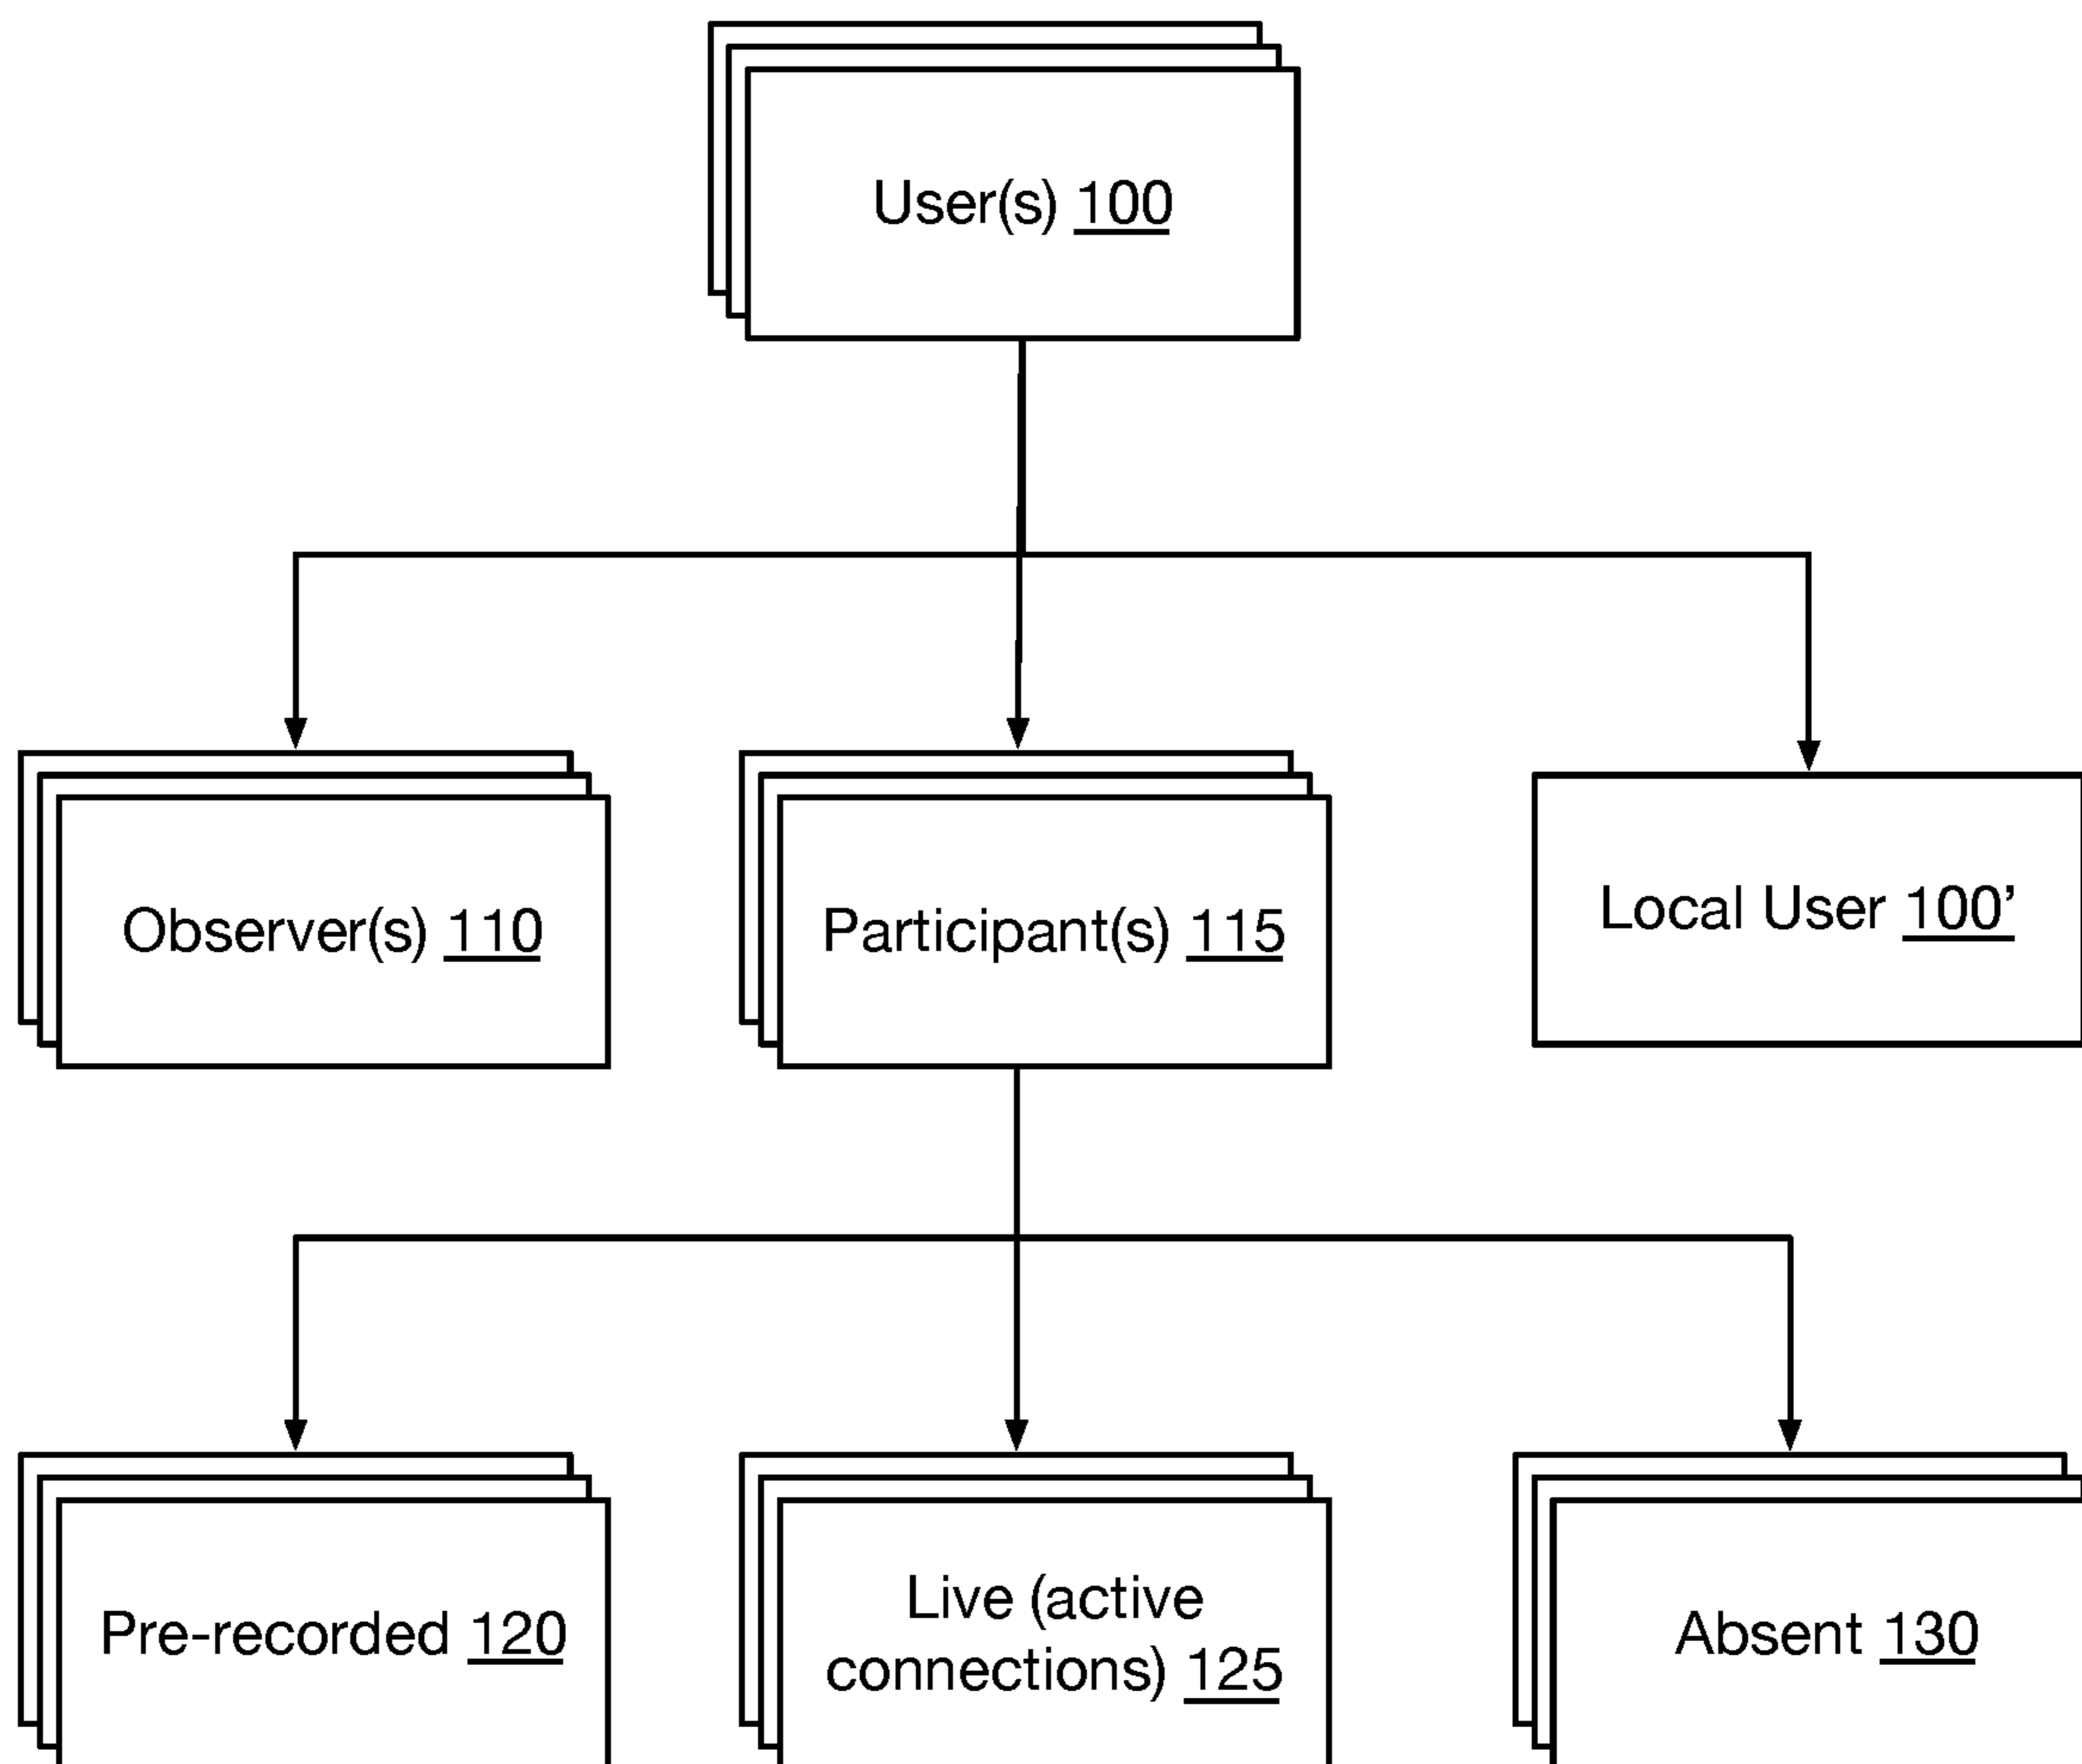 User(s) 100
Observer(s) 110
Participant(s) 115
Local User 100’
Pre-recorded 120
Live (active
connections) 125
Absent 130